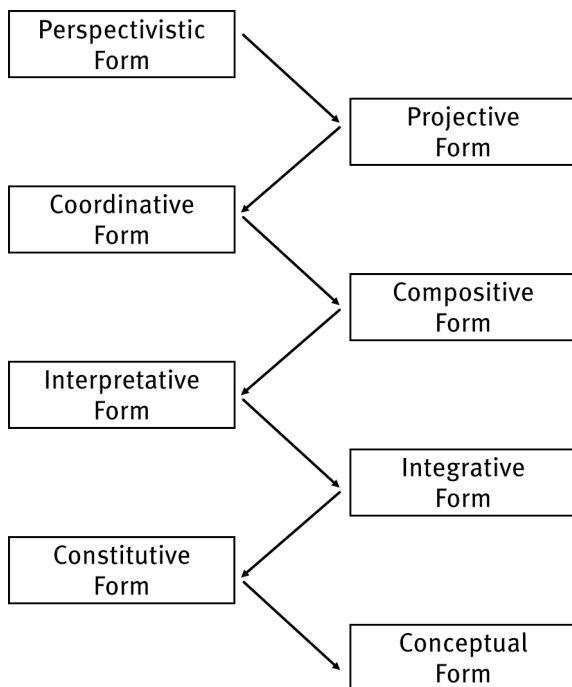 Perspectivistic
Form
Projective
Form
Coordinative
Form
Compositive
Form
Interpretative
Form
Integrative
Form
Constitutive
Form
Conceptual
Form